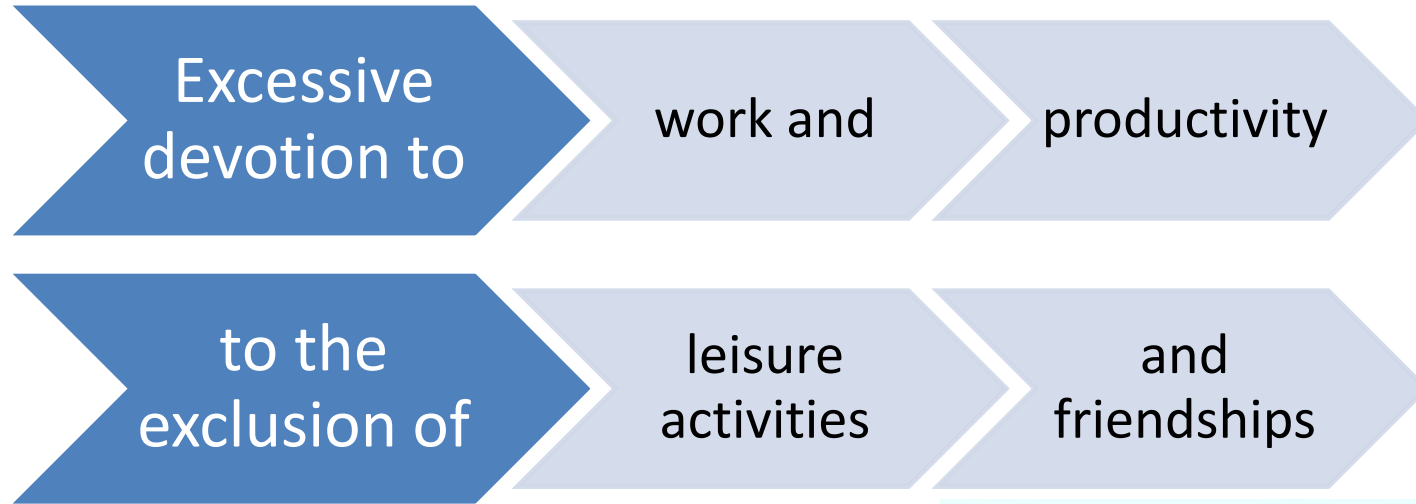 Excessive
devotion to
work and
productivity
to the
exclusion of
leisure
activities
and
friendships